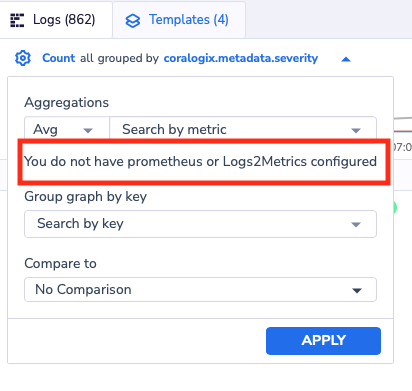 Logs (862)
Templates (4)
Count all grouped by coralogix.metadata.severity
Aggregations
Avg
Search by metric
You do not have prometheus or Logs2Metrics configured
Group graph by key
Search by key
Compare to
No Comparison
APPLY